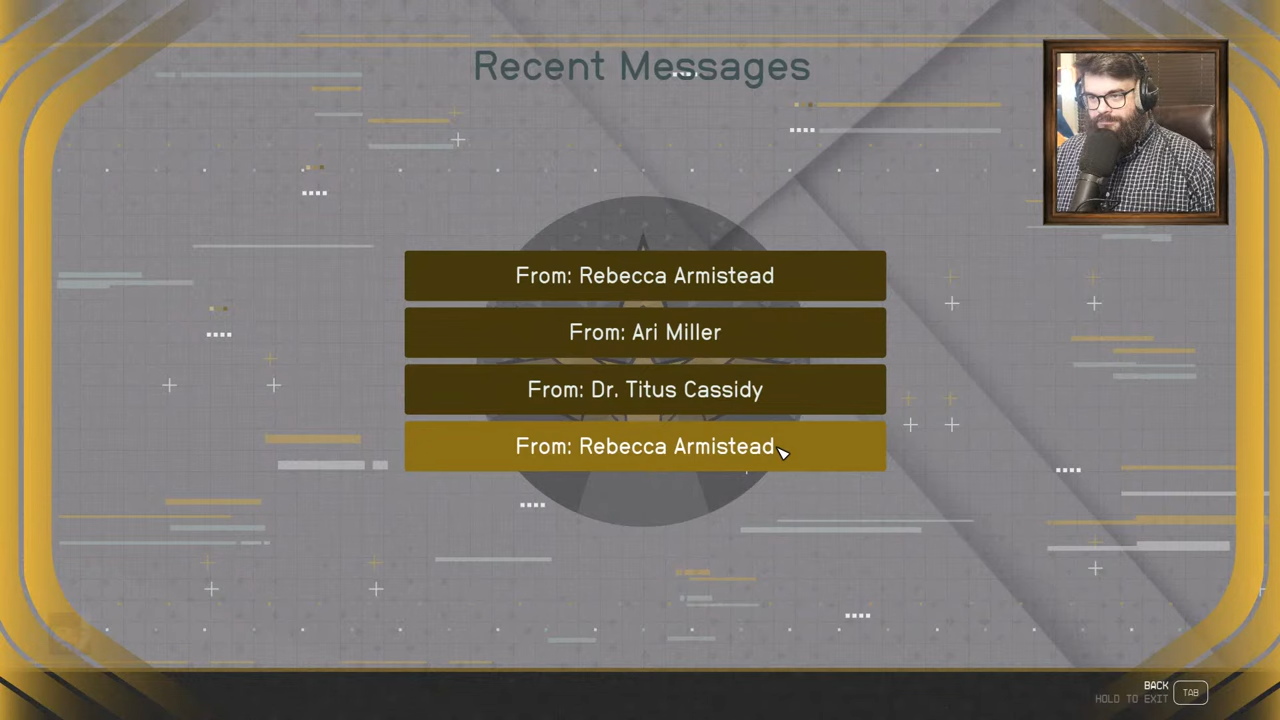 Recent Messages
From: Rebecca Armistead
From: Ari Miller
From: Dr. Titus Cassidy
From: Rebecca Armistead
BACK
HOLD TO EXIT
TAB